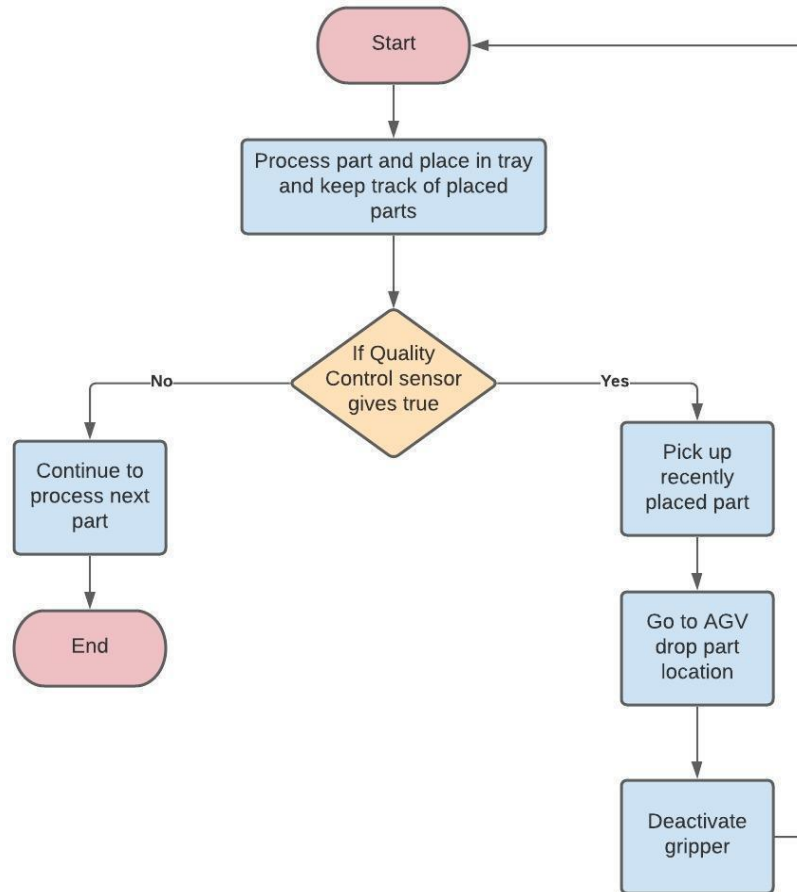 Start
Process part and place in tray
and keep track of placed
parts
If Quality
Control sensor
gives true
No
Yes
Continue to
process next
part
End
Pick up
recently
placed part
Go to AGV
drop part
location
Deactivate
gripper